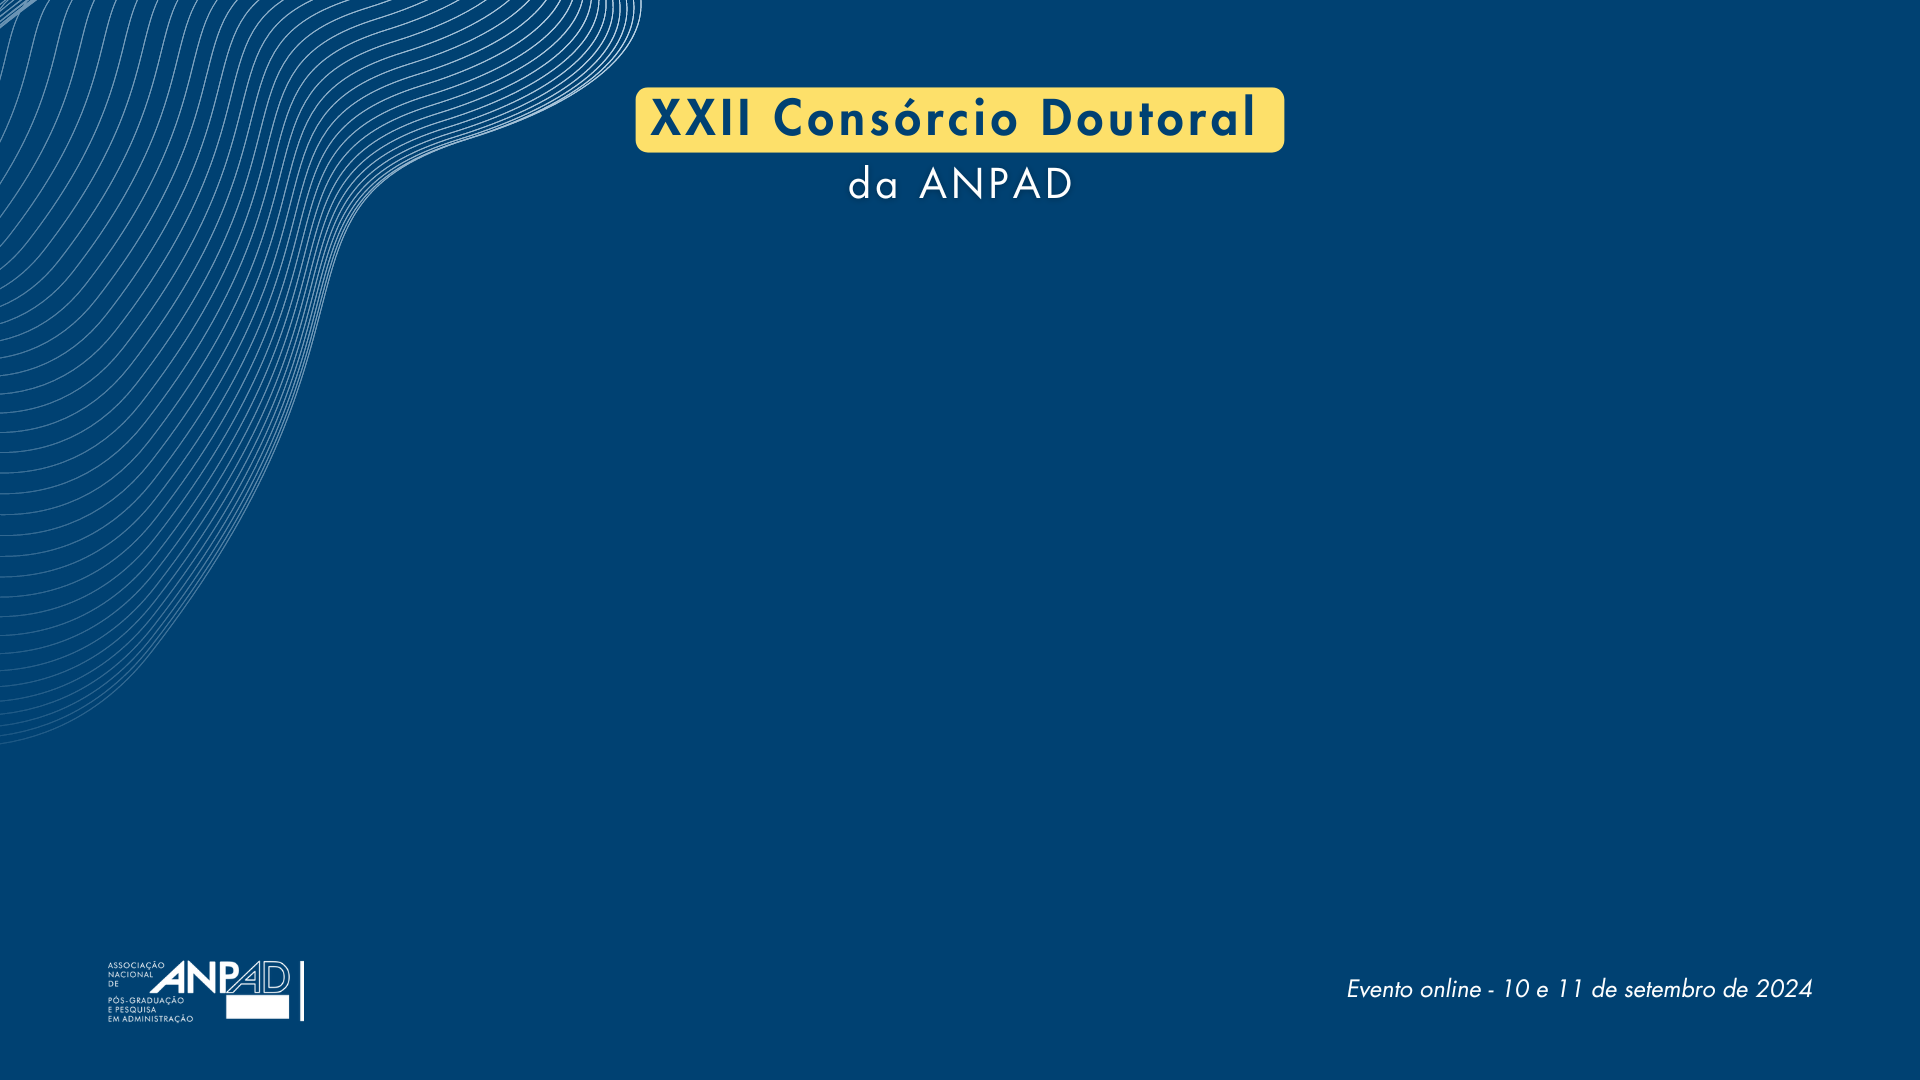 XXII Consórcio Doutoral
da ANPAD
ASSOCIAÇÃO
NACIONAL
DE
ANPAD
PÓS-GRADUAÇÃO
E PESQUISA
EM ADMINISTRAÇÃO
Evento online - 10 e 11 de setembro de 2024